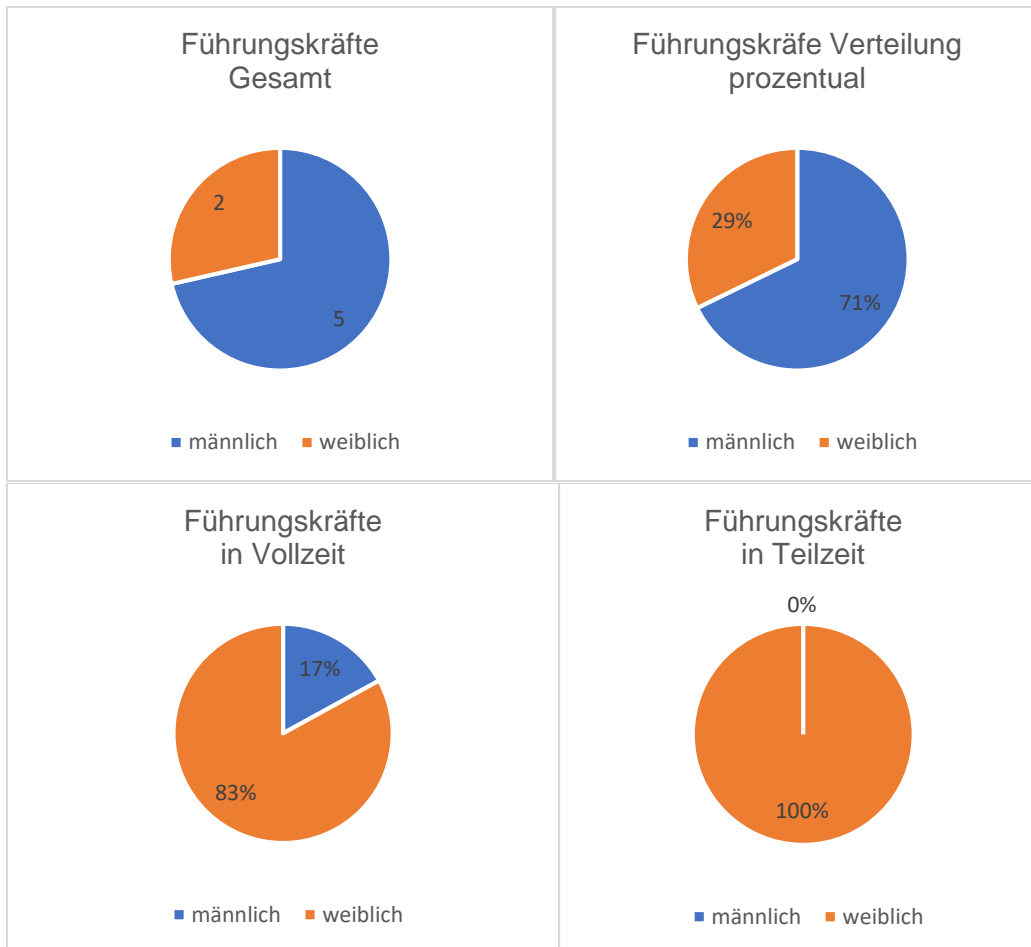 Führungskräfte
Gesamt
2
5
männlich weiblich
Führungskräfe Verteilung
prozentual
29%
71%
männlich weiblich
Führungskräfte
in Vollzeit
17%
83%
männlich weiblich
Führungskräfte
in Teilzeit
0%
100%
männlich weiblich